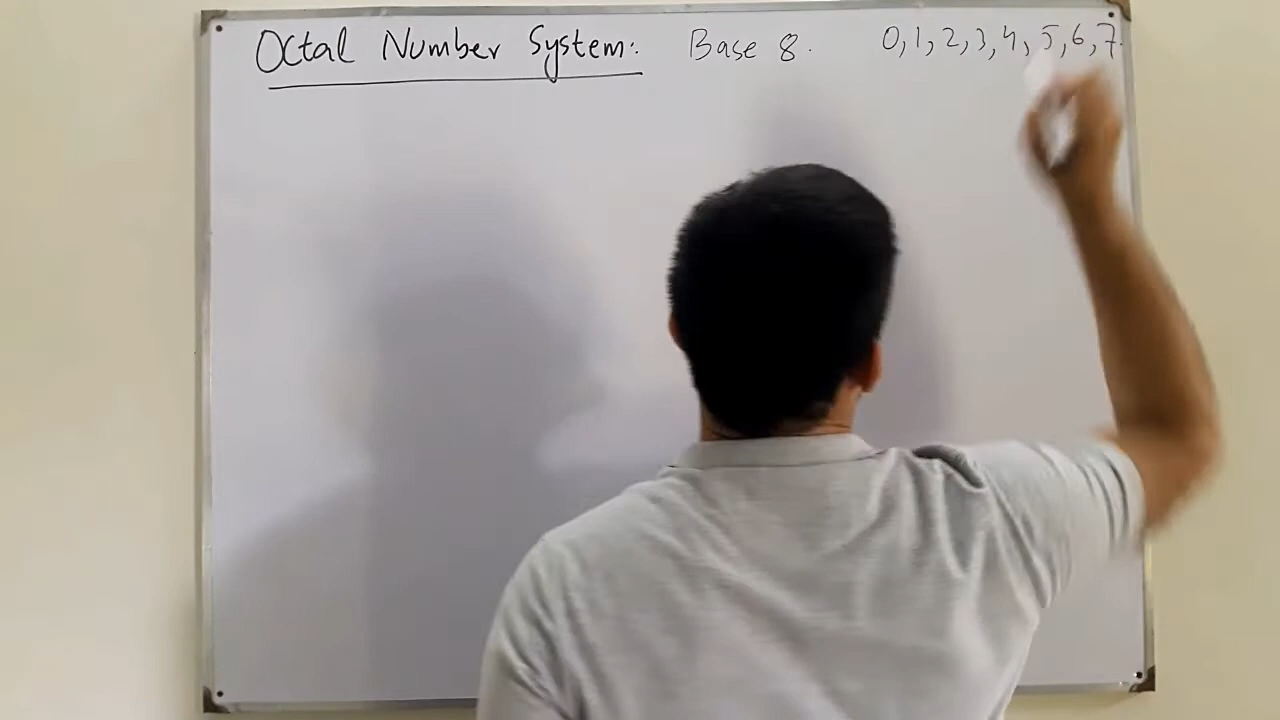 Octal Number System:. Base 8. 0,1,2,3,4,5,6,7.